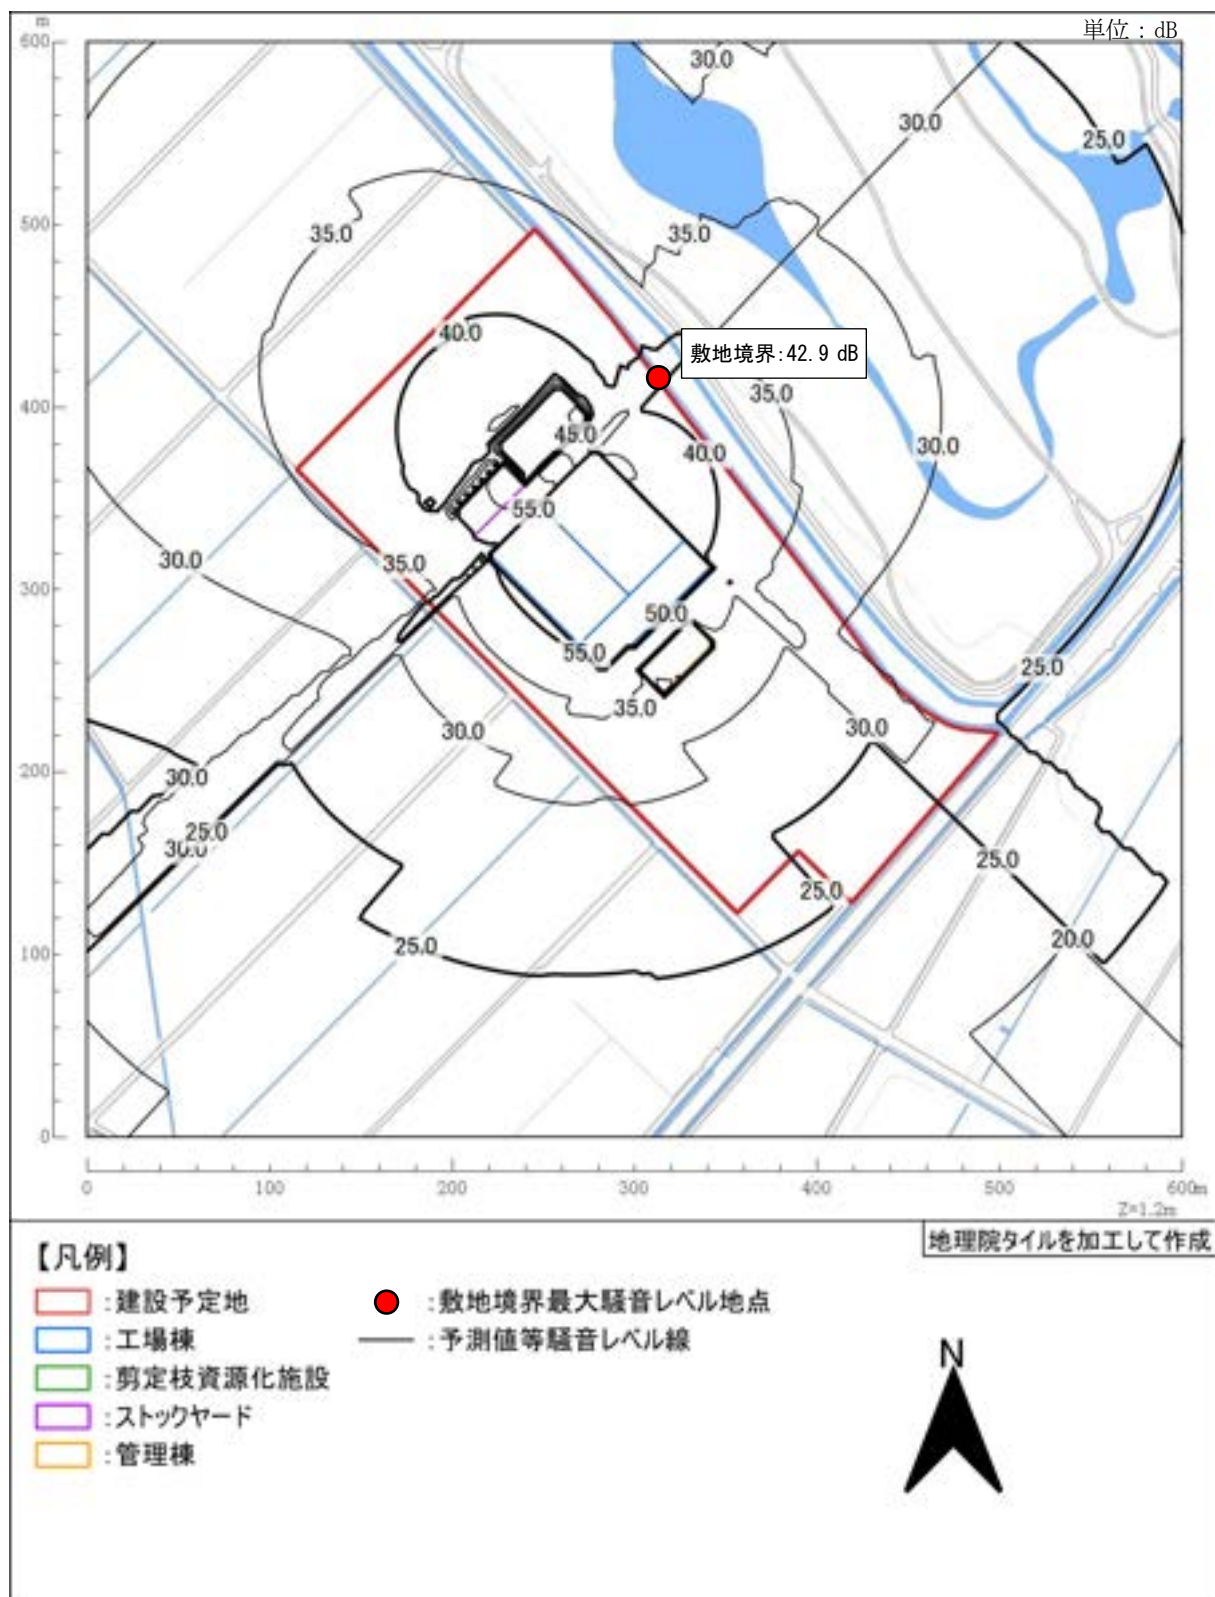 単位：dB
m
600
500
400
300
200
100
0
0
100
200
300
400
500
600m
Z=1.2m
30.0
30.0
25.0
35.0
35.0
40.0
敷地境界:42.9 dB
35.0
45.0
40.0
30.0
55.0
30.0
35.0
50.0
55.0
25.0
35.0
30.0
30.0
30.0
25.0
30.0
25.0
25.0
25.0
20.0
地理院タイルを加工して作成
【凡例】
：建設予定地
：敷地境界最大騒音レベル地点
：工場棟
：予測値等騒音レベル線
：剪定枝資源化施設
：ストックヤード
：管理棟
N